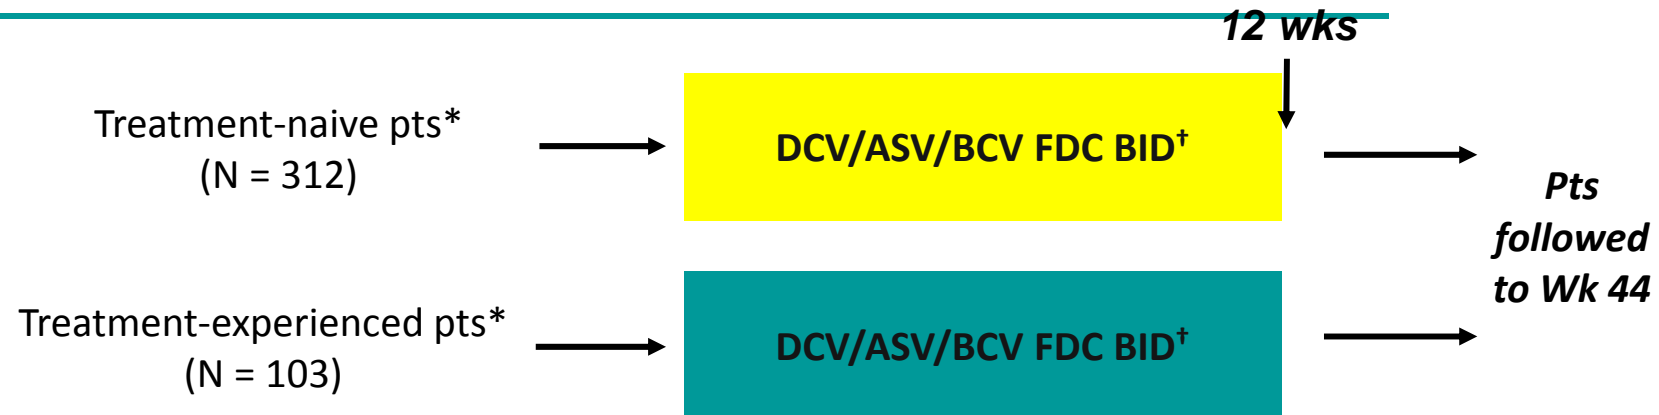 12 wks
Treatment-naive pts*
(N = 312)
DCV/ASV/BCV FDC BID†
Pts
followed
to Wk 44
Treatment-experienced pts*
(N = 103)
DCV/ASV/BCV FDC BID†